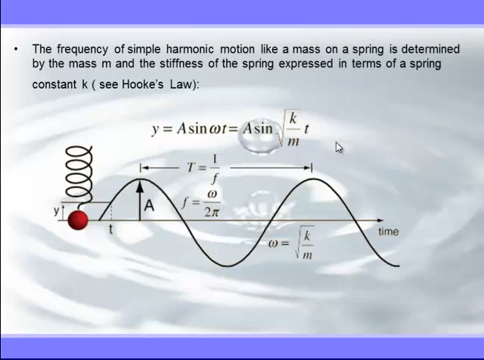 • The frequency of simple harmonic motion like a mass on a spring is determined
by the mass m and the stiffness of the spring expressed in terms of a spring
constant k ( see Hooke's Law):
y = A sin ωt = A sin √(k/m) t
T = 1/f
y
A
f = ω/2π
t
ω = √(k/m)
time